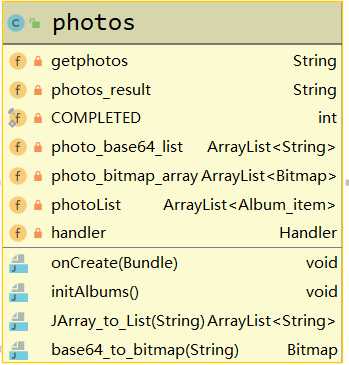 photos
getphotos String
photos_result String
COMPLETED int
photo_base64_list ArrayList<String>
photo_bitmap_array ArrayList<Bitmap>
photoList ArrayList<Album_item>
handler Handler
onCreate(Bundle) void
initAlbums() void
JArray_to_List(String) ArrayList<String>
base64_to_bitmap(String) Bitmap